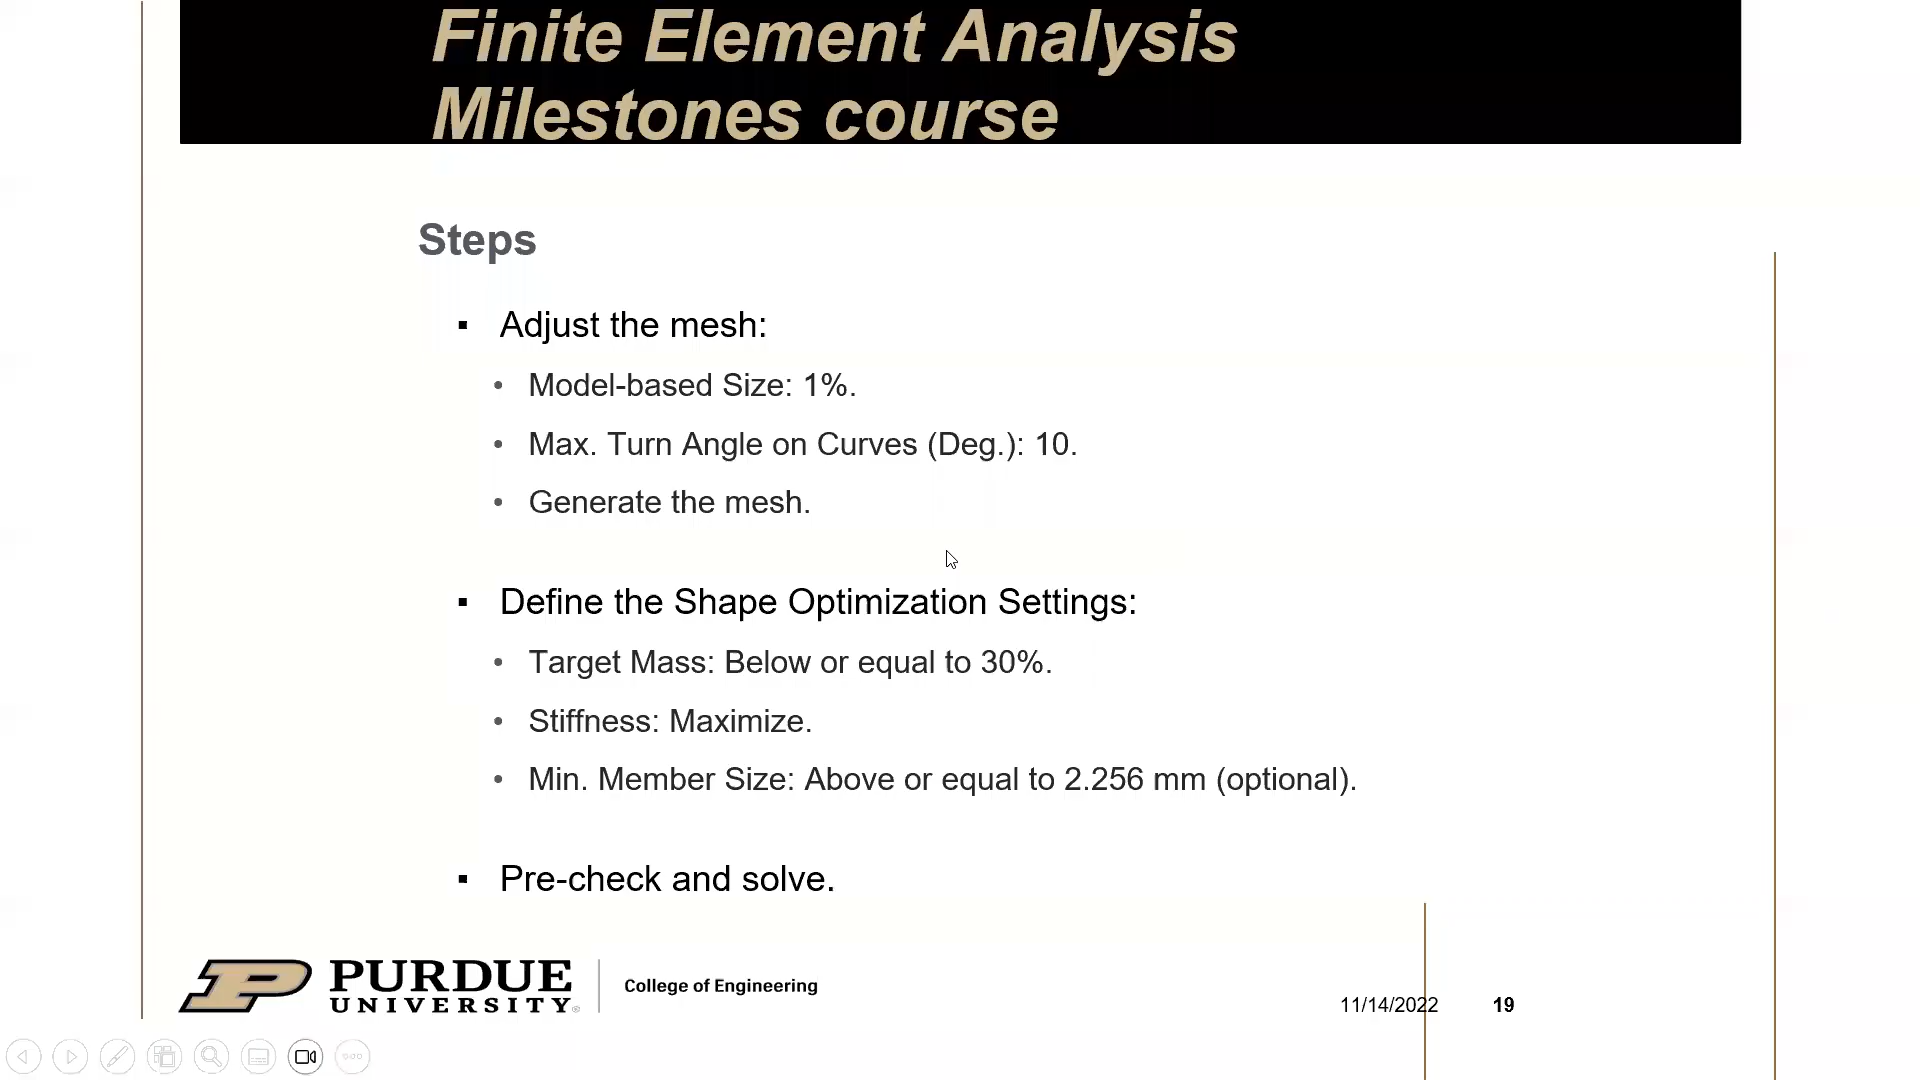 Finite Element Analysis
Milestones course
Steps
▪ Adjust the mesh:
• Model-based Size: 1%.
• Max. Turn Angle on Curves (Deg.): 10.
• Generate the mesh.
▪ Define the Shape Optimization Settings:
• Target Mass: Below or equal to 30%.
• Stiffness: Maximize.
• Min. Member Size: Above or equal to 2.256 mm (optional).
▪ Pre-check and solve.
P PURDUE
UNIVERSITY®
College of Engineering
11/14/2022
19